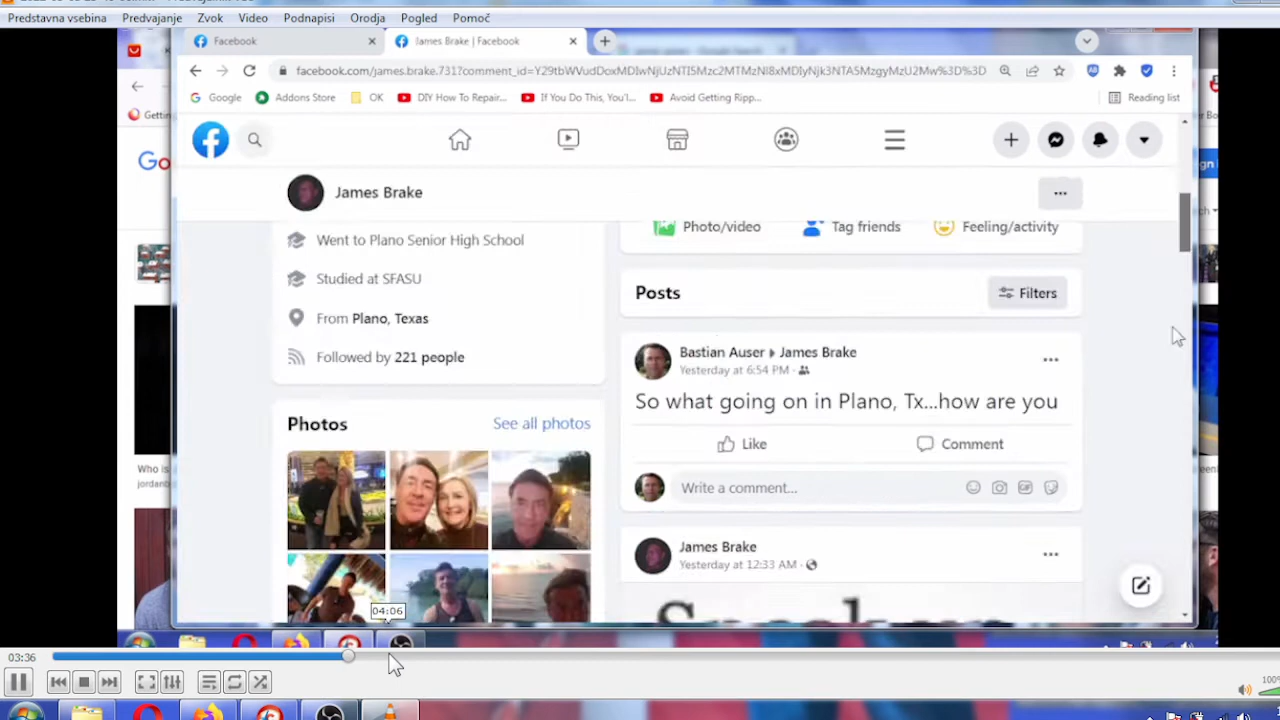 Predstavna vsebina Predvajanje Zvok Video Podnapisi Orodja Pogled Pomoč
Facebook
James Brake | Facebook
facebook.com/james.brake.731?comment_id=Y29tbWVudDoxMDIwNjUzNTI5Mzc2MTMzNl8xMDIyNjk3NTA5MzgyMzU2Mw%3D%3D
Google Addons Store OK DIY How To Repair... If You Do This, You'l... Avoid Getting Ripp... Reading list
James Brake
Went to Plano Senior High School
Studied at SFASU
From Plano, Texas
Followed by 221 people
Photos See all photos
Photo/video Tag friends Feeling/activity
Posts Filters
Bastian Auser James Brake
Yesterday at 6:54 PM
So what going on in Plano, Tx...how are you
Like Comment
Write a comment...
James Brake
Yesterday at 12:33 AM
Who is
04:06
03:36
100%